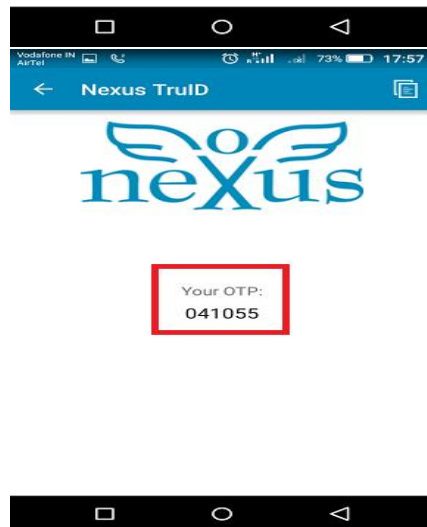 Vodafone IN
AirTel
73%
17:57
Nexus TruID
nexus
Your OTP:
041055